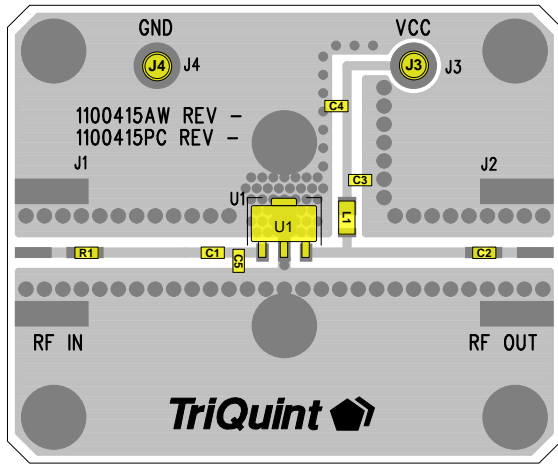 GND
VCC
J4 J4
J3 J3
C4
1100415AW REV -
1100415PC REV -
J1
J2
C3
U1
U1
L1
R1
C1
C5
C2
RF IN
RF OUT
TriQuint